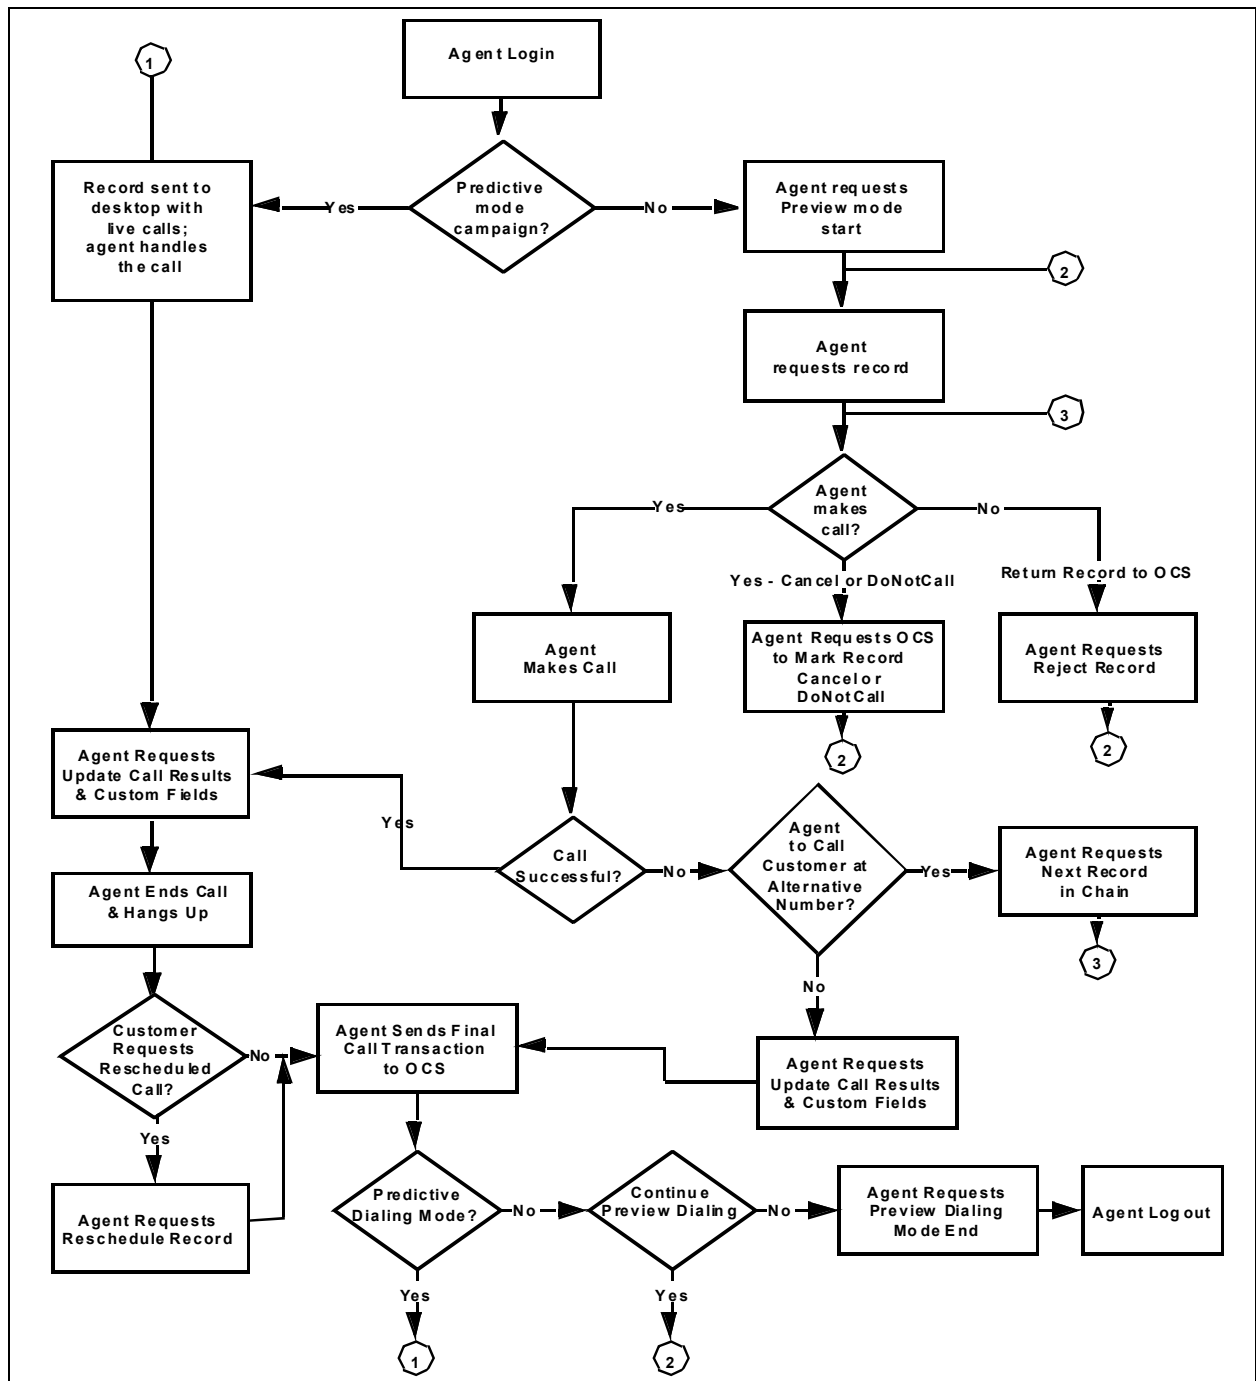 1
Agent Login
Record sent to
desktop with
live calls;
agent handles
the call
Yes
Predictive
mode
campaign?
No
Agent requests
Preview mode
start
2
Agent
requests record
3
Agent
makes
call?
Yes
No
Yes - Cancel or DoNotCall
Return Record to OCS
Agent
Makes Call
Agent Requests OCS
to Mark Record
Cancel or
DoNotCall
Agent Requests
Reject Record
2
2
Agent Requests
Update Call Results
& Custom Fields
Yes
Call
Successful?
No
Agent
to Call
Customer at
Alternative
Number?
Yes
Agent Requests
Next Record
in Chain
3
Agent Ends Call
& Hangs Up
No
Customer
Requests
Rescheduled
Call?
No
Agent Sends Final
Call Transaction
to OCS
Agent Requests
Update Call Results
& Custom Fields
Yes
Agent Requests
Reschedule Record
Predictive
Dialing Mode?
No
Continue
Preview Dialing
No
Agent Requests
Preview Dialing
Mode End
Agent Logout
Yes
Yes
1
2